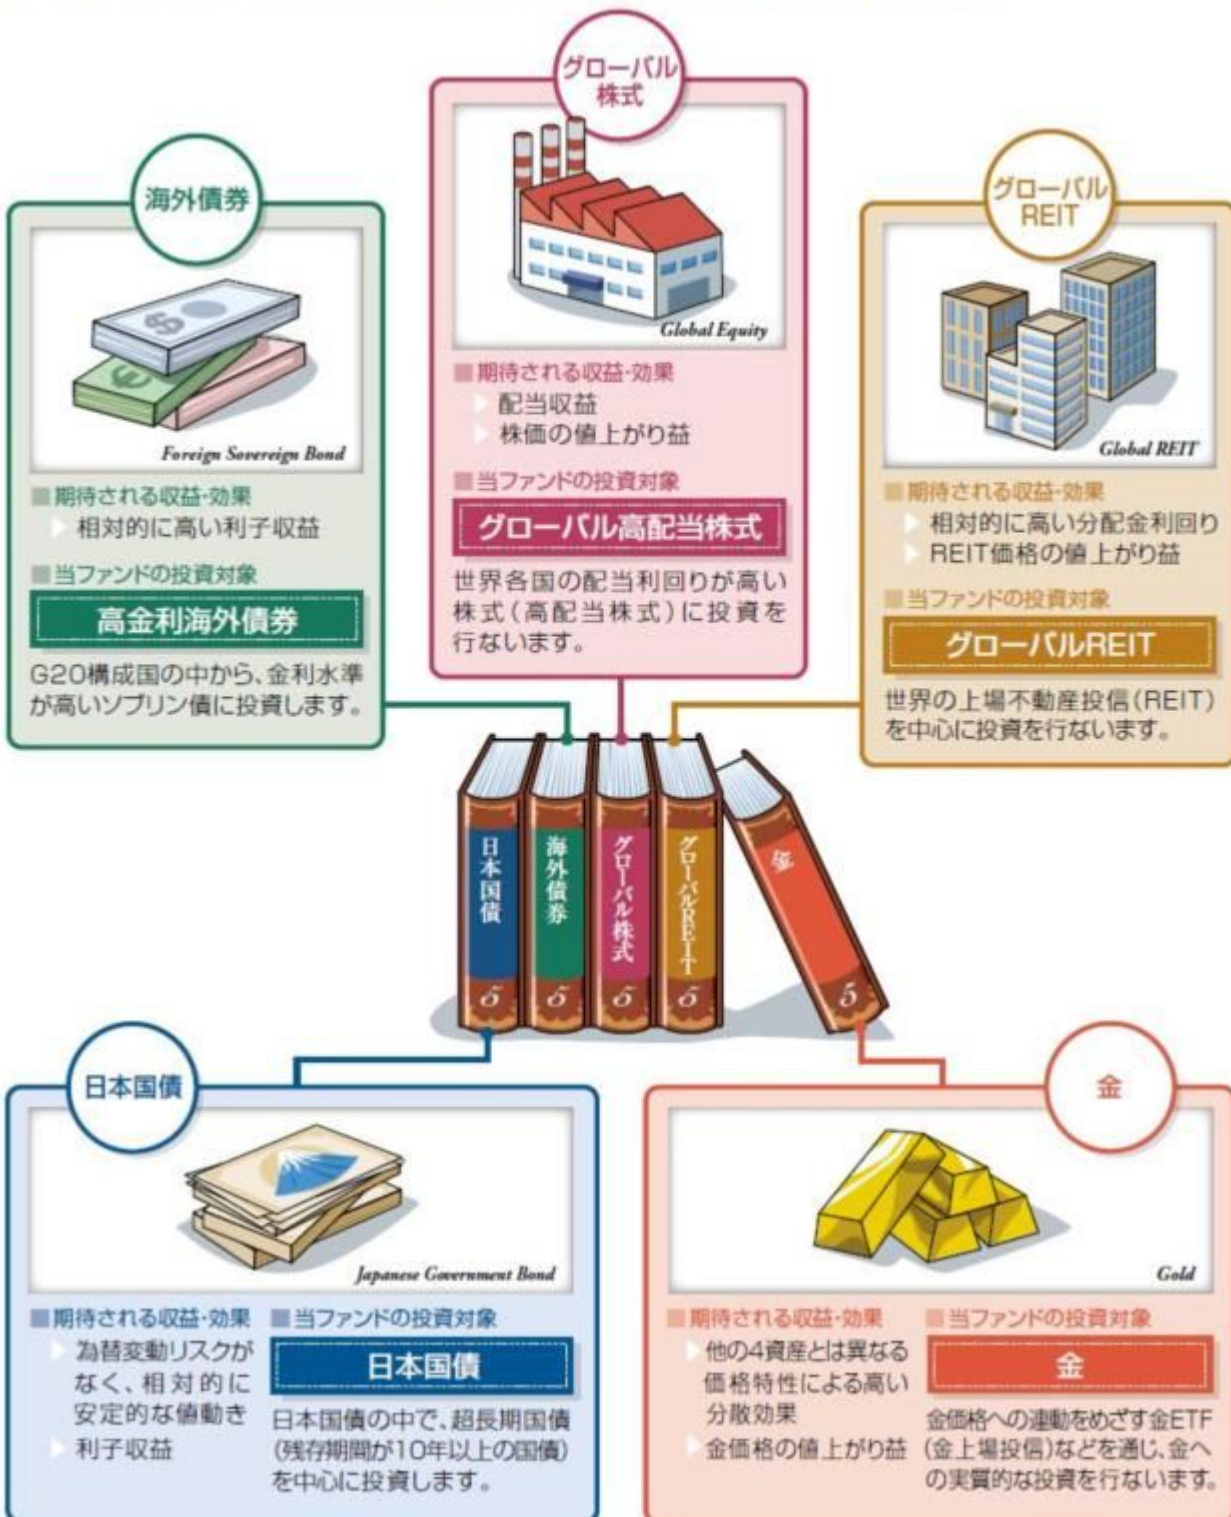 グローバル
株式
海外債券
グローバル
REIT
Foreign Sovereign Bond
■期待される収益・効果
相対的に高い利子収益
■当ファンドの投資対象
高金利海外債券
G20構成国の中から、金利水準
が高いソブリン債に投資します。
Global Equity
■期待される収益・効果
配当収益
株価の値上がり益
■当ファンドの投資対象
グローバル高配当株式
世界各国の配当利回りが高い
株式(高配当株式)に投資を
行ないます。
Global REIT
■期待される収益・効果
相対的に高い分配金利回り
REIT価格の値上がり益
■当ファンドの投資対象
グローバルREIT
世界の上場不動産投信(REIT)
を中心に投資を行ないます。
日本国債
5
海外債券
5
グローバル株式
5
グローバルREIT
5
金
5
日本国債
Japanese Government Bond
■期待される収益・効果
為替変動リスクが
なく、相対的に
安定的な値動き
利子収益
■当ファンドの投資対象
日本国債
日本国債の中で、超長期国債
(残存期間が10年以上の国債)
を中心に投資します。
金
Gold
■期待される収益・効果
他の4資産とは異なる
価格特性による高い
分散効果
金価格の値上がり益
■当ファンドの投資対象
金
金価格への連動をめざす金ETF
(金上場投信)などを通じ、金へ
の実質的な投資を行ないます。